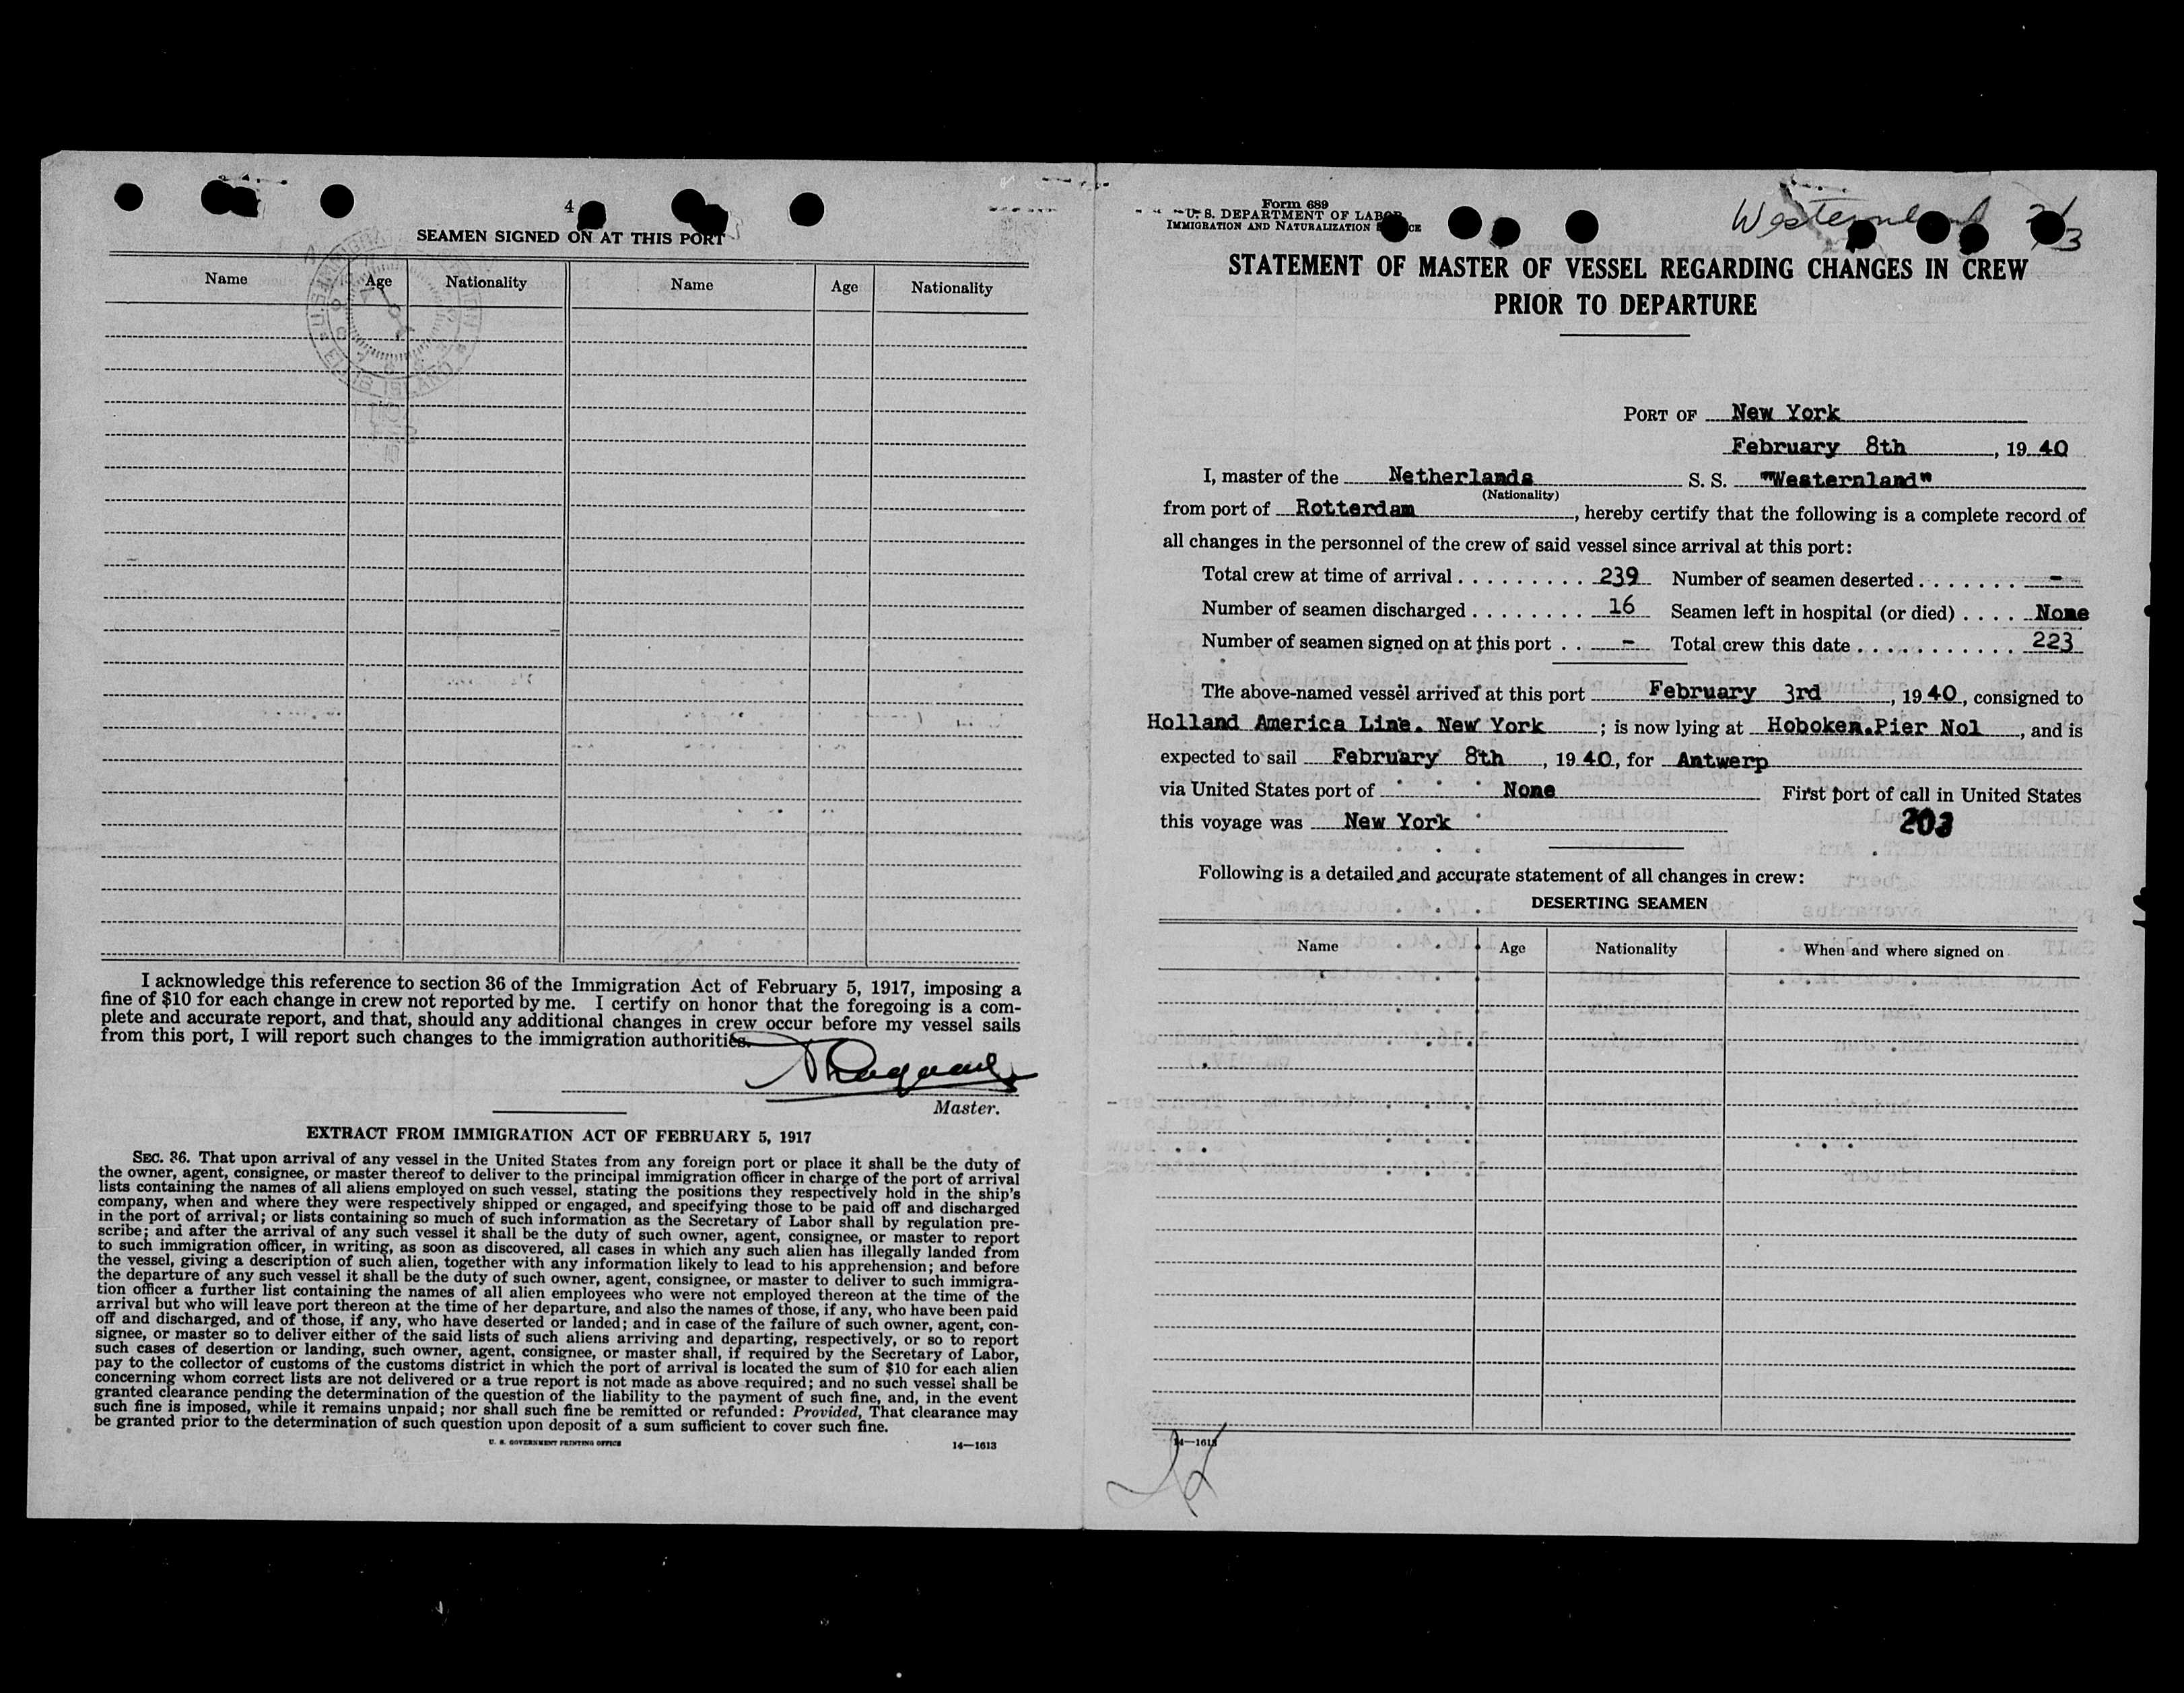 4
SEAMEN SIGNED ON AT THIS PORT
Name Age Nationality Name Age Nationality
I acknowledge this reference to section 36 of the Immigration Act of February 5, 1917, imposing a
fine of $10 for each change in crew not reported by me. I certify on honor that the foregoing is a com-
plete and accurate report, and that, should any additional changes in crew occur before my vessel sails
from this port, I will report such changes to the immigration authorities.
Master.
EXTRACT FROM IMMIGRATION ACT OF FEBRUARY 5, 1917
SEC. 36. That upon arrival of any vessel in the United States from any foreign port or place it shall be the duty of
the owner, agent, consignee, or master thereof to deliver to the principal immigration officer in charge of the port of arrival
lists containing the names of all aliens employed on such vessel, stating the positions they respectively hold in the ship's
company, when and where they were respectively shipped or engaged, and specifying those to be paid off and discharged
in the port of arrival; or lists containing so much of such information as the Secretary of Labor shall by regulation pre-
scribe; and after the arrival of any such vessel it shall be the duty of such owner, agent, consignee, or master to report
to such immigration officer, in writing, as soon as discovered, all cases in which any such alien has illegally landed from
the vessel, giving a description of such alien, together with any information likely to lead to his apprehension; and before
the departure of any such vessel it shall be the duty of such owner, agent, consignee, or master to deliver to such immigra-
tion officer a further list containing the names of all alien employees who were not employed thereon at the time of the
arrival but who will leave port thereon at the time of her departure, and also the names of those, if any, who have been paid
off and discharged, and of those, if any, who have deserted or landed; and in case of the failure of such owner, agent, con-
signee, or master so to deliver either of the said lists of such aliens arriving and departing, respectively, or so to report
such cases of desertion or landing, such owner, agent, consignee, or master shall, if required by the Secretary of Labor,
pay to the collector of customs of the customs district in which the port of arrival is located the sum of $10 for each alien
concerning whom correct lists are not delivered or a true report is not made as above required; and no such vessel shall be
granted clearance pending the determination of the question of the liability to the payment of such fine, and, in the event
such fine is imposed, while it remains unpaid; nor shall such fine be remitted or refunded: Provided, That clearance may
be granted prior to the determination of such question upon deposit of a sum sufficient to cover such fine.
U. S. GOVERNMENT PRINTING OFFICE 14—1613
Form 689
U. S. DEPARTMENT OF LABOR
IMMIGRATION AND NATURALIZATION
Westernland 2/3
STATEMENT OF MASTER OF VESSEL REGARDING CHANGES IN CREW
PRIOR TO DEPARTURE
PORT OF New York
February 8th, 1940
I, master of the Netherlands S. S. "Westernland"
(Nationality)
from port of Rotterdam, hereby certify that the following is a complete record of
all changes in the personnel of the crew of said vessel since arrival at this port:
Total crew at time of arrival . . . . . . . . . 239 Number of seamen deserted . . . . . . . -
Number of seamen discharged . . . . . . . . 16 Seamen left in hospital (or died) . . . . None
Number of seamen signed on at this port . . - Total crew this date . . . . . . . . . . . . 223
The above-named vessel arrived at this port February 3rd, 1940, consigned to
Holland America Line. New York; is now lying at Hoboken.Pier No1, and is
expected to sail February 8th, 1940, for Antwerp
via United States port of None First port of call in United States
this voyage was New York
203
Following is a detailed and accurate statement of all changes in crew:
DESERTING SEAMEN
Name Age Nationality When and where signed on
14—1613